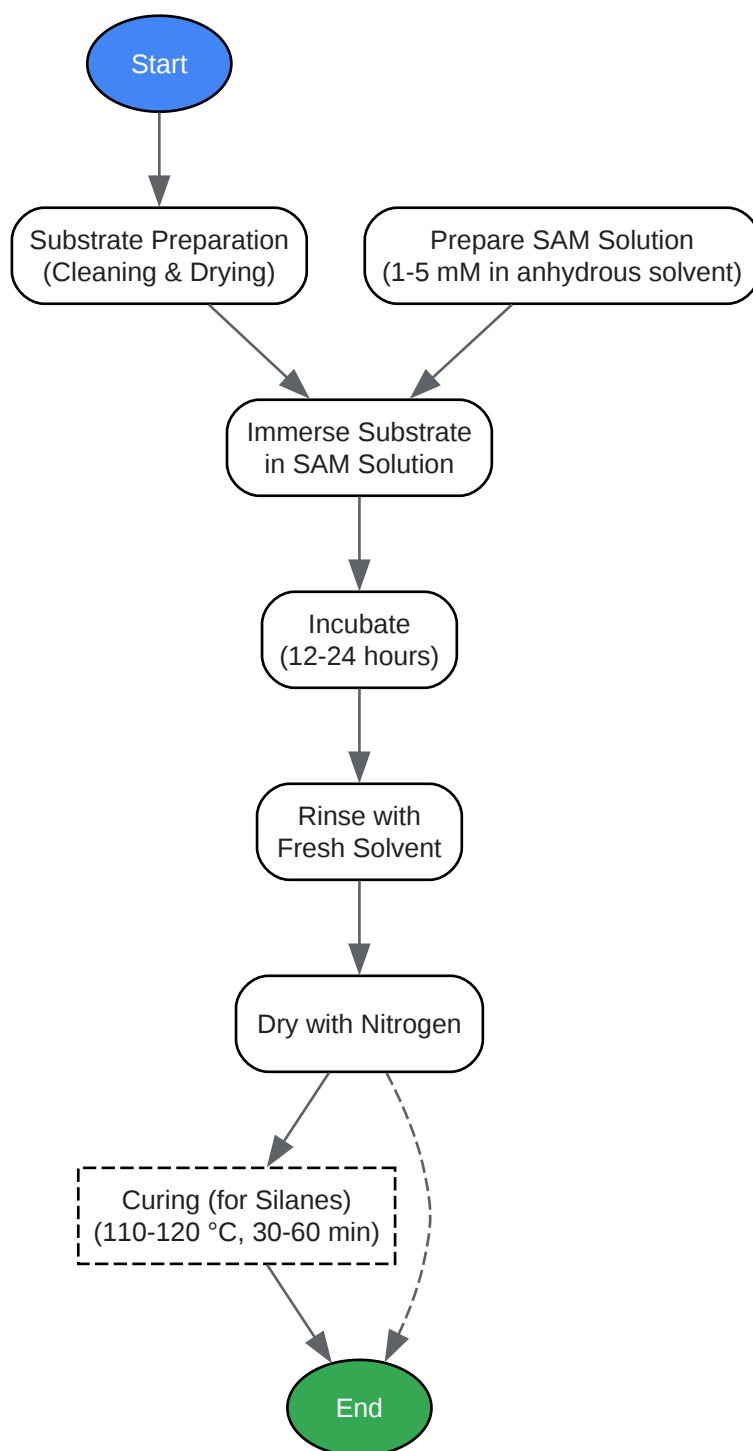 Start
Substrate Preparation
(Cleaning & Drying)
Prepare SAM Solution
(1-5 mM in anhydrous solvent)
Immerse Substrate
in SAM Solution
Incubate
(12-24 hours)
Rinse with
Fresh Solvent
Dry with Nitrogen
Curing (for Silanes)
(110-120 °C, 30-60 min)
End